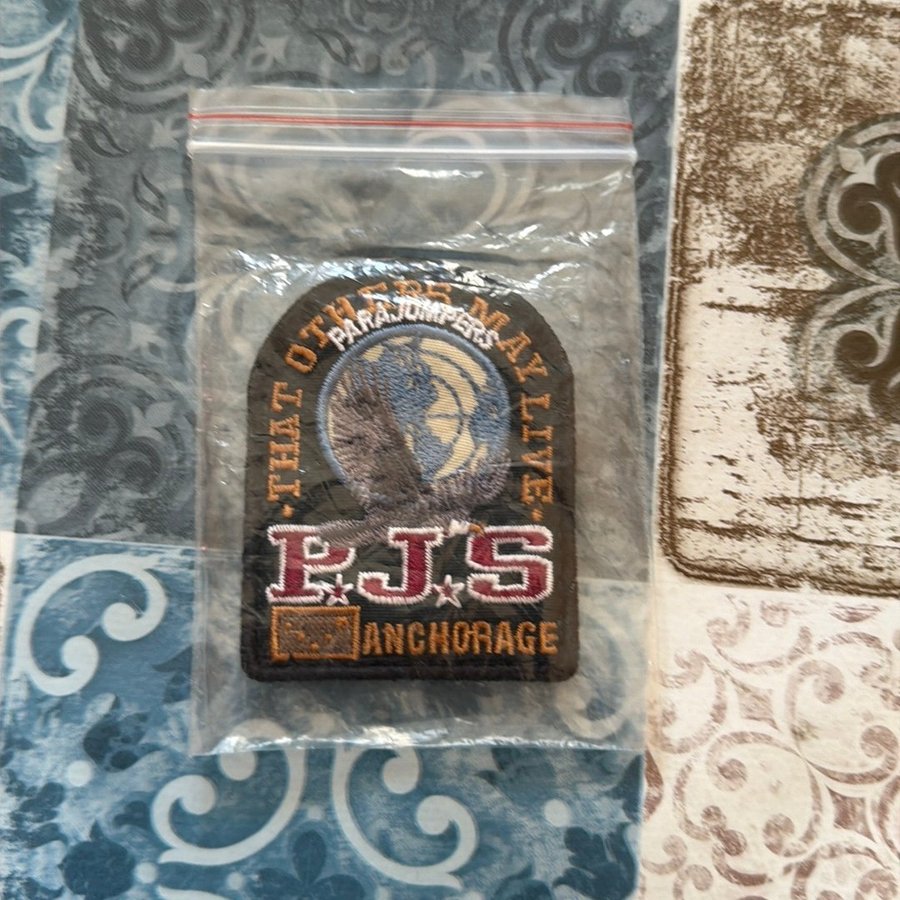 THAT OTHERS MAY LIVE
PARAJUMPERS
P.J.S
ANCHORAGE